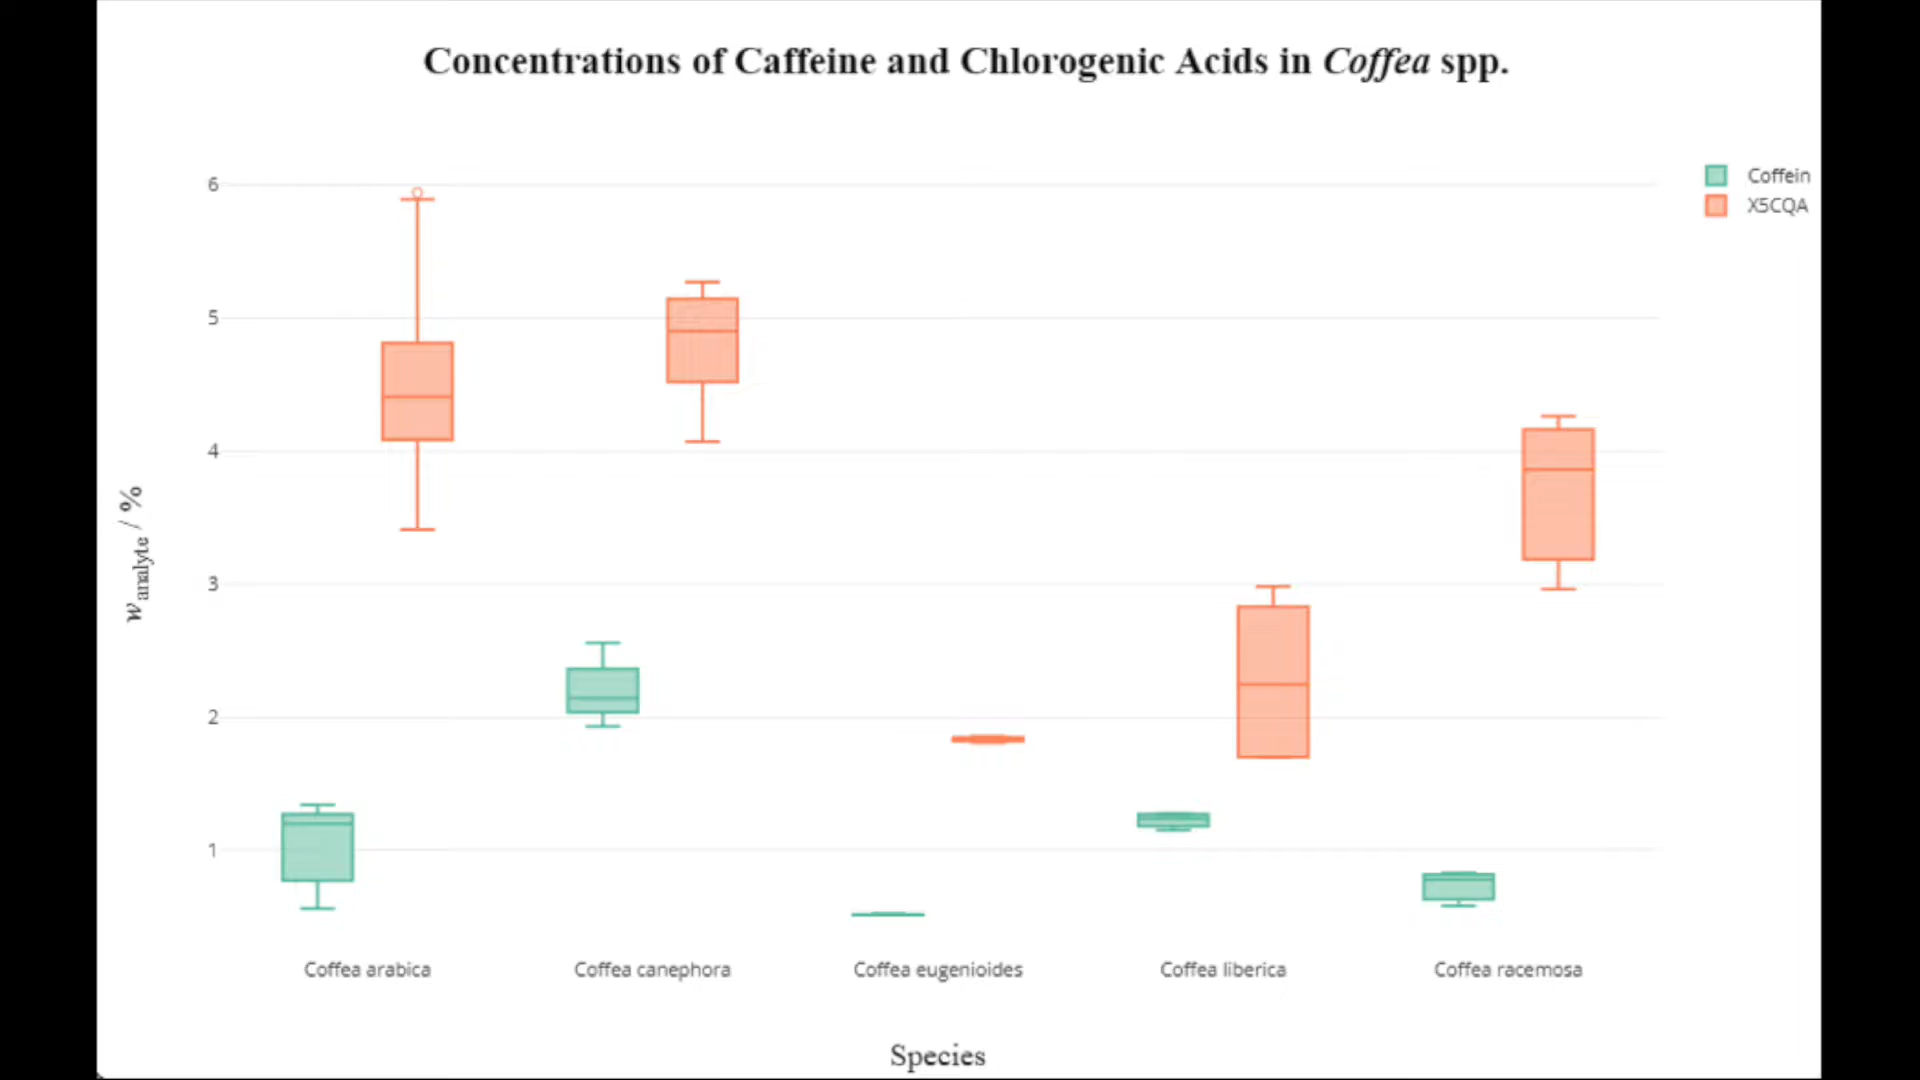 Concentrations of Caffeine and Chlorogenic Acids in Coffea spp.
Coffein
X5CQA
6
5
4
3
2
1
w analyte / %
Coffea arabica
Coffea canephora
Coffea eugenioides
Coffea liberica
Coffea racemosa
Species